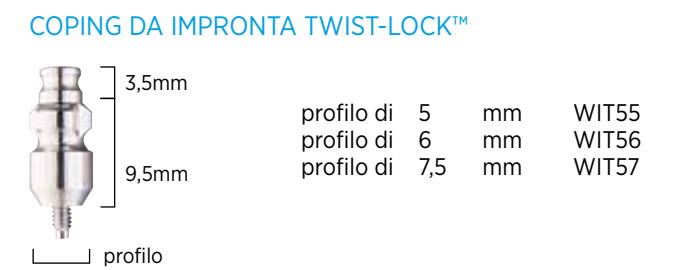 COPING DA IMPRONTA TWIST-LOCK™
3,5mm
profilo di 5 mm WIT55
profilo di 6 mm WIT56
profilo di 7,5 mm WIT57
9,5mm
profilo